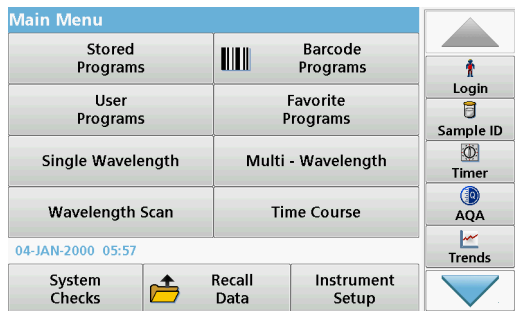 Main Menu
Stored
Programs
Barcode
Programs
User
Programs
Favorite
Programs
Single Wavelength
Multi - Wavelength
Wavelength Scan
Time Course
04-JAN-2000 05:57
System
Checks
Recall
Data
Instrument
Setup
Login
Sample ID
Timer
AQA
Trends